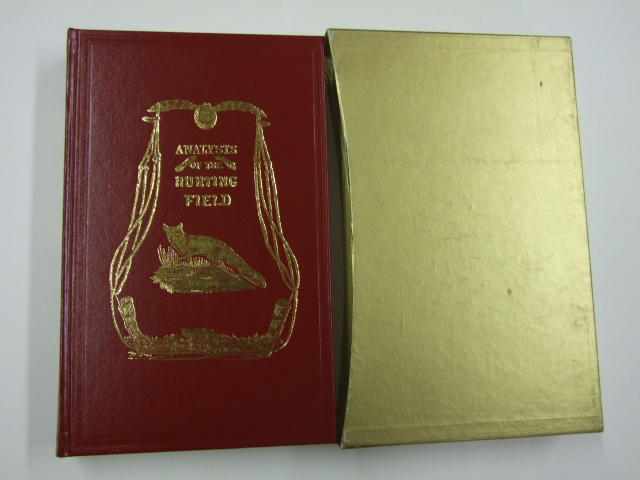 ANALYSIS
OF THE
HUNTING
FIELD